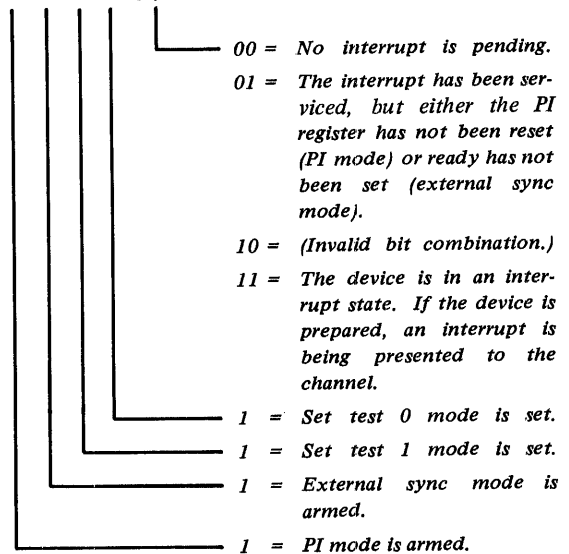 00 = No interrupt is pending.
01 = The interrupt has been ser-
viced, but either the PI
register has not been reset
(PI mode) or ready has not
been set (external sync
mode).
10 = (Invalid bit combination.)
11 = The device is in an inter-
rupt state. If the device is
prepared, an interrupt is
being presented to the
channel.
1 = Set test 0 mode is set.
1 = Set test 1 mode is set.
1 = External sync mode is
armed.
1 = PI mode is armed.